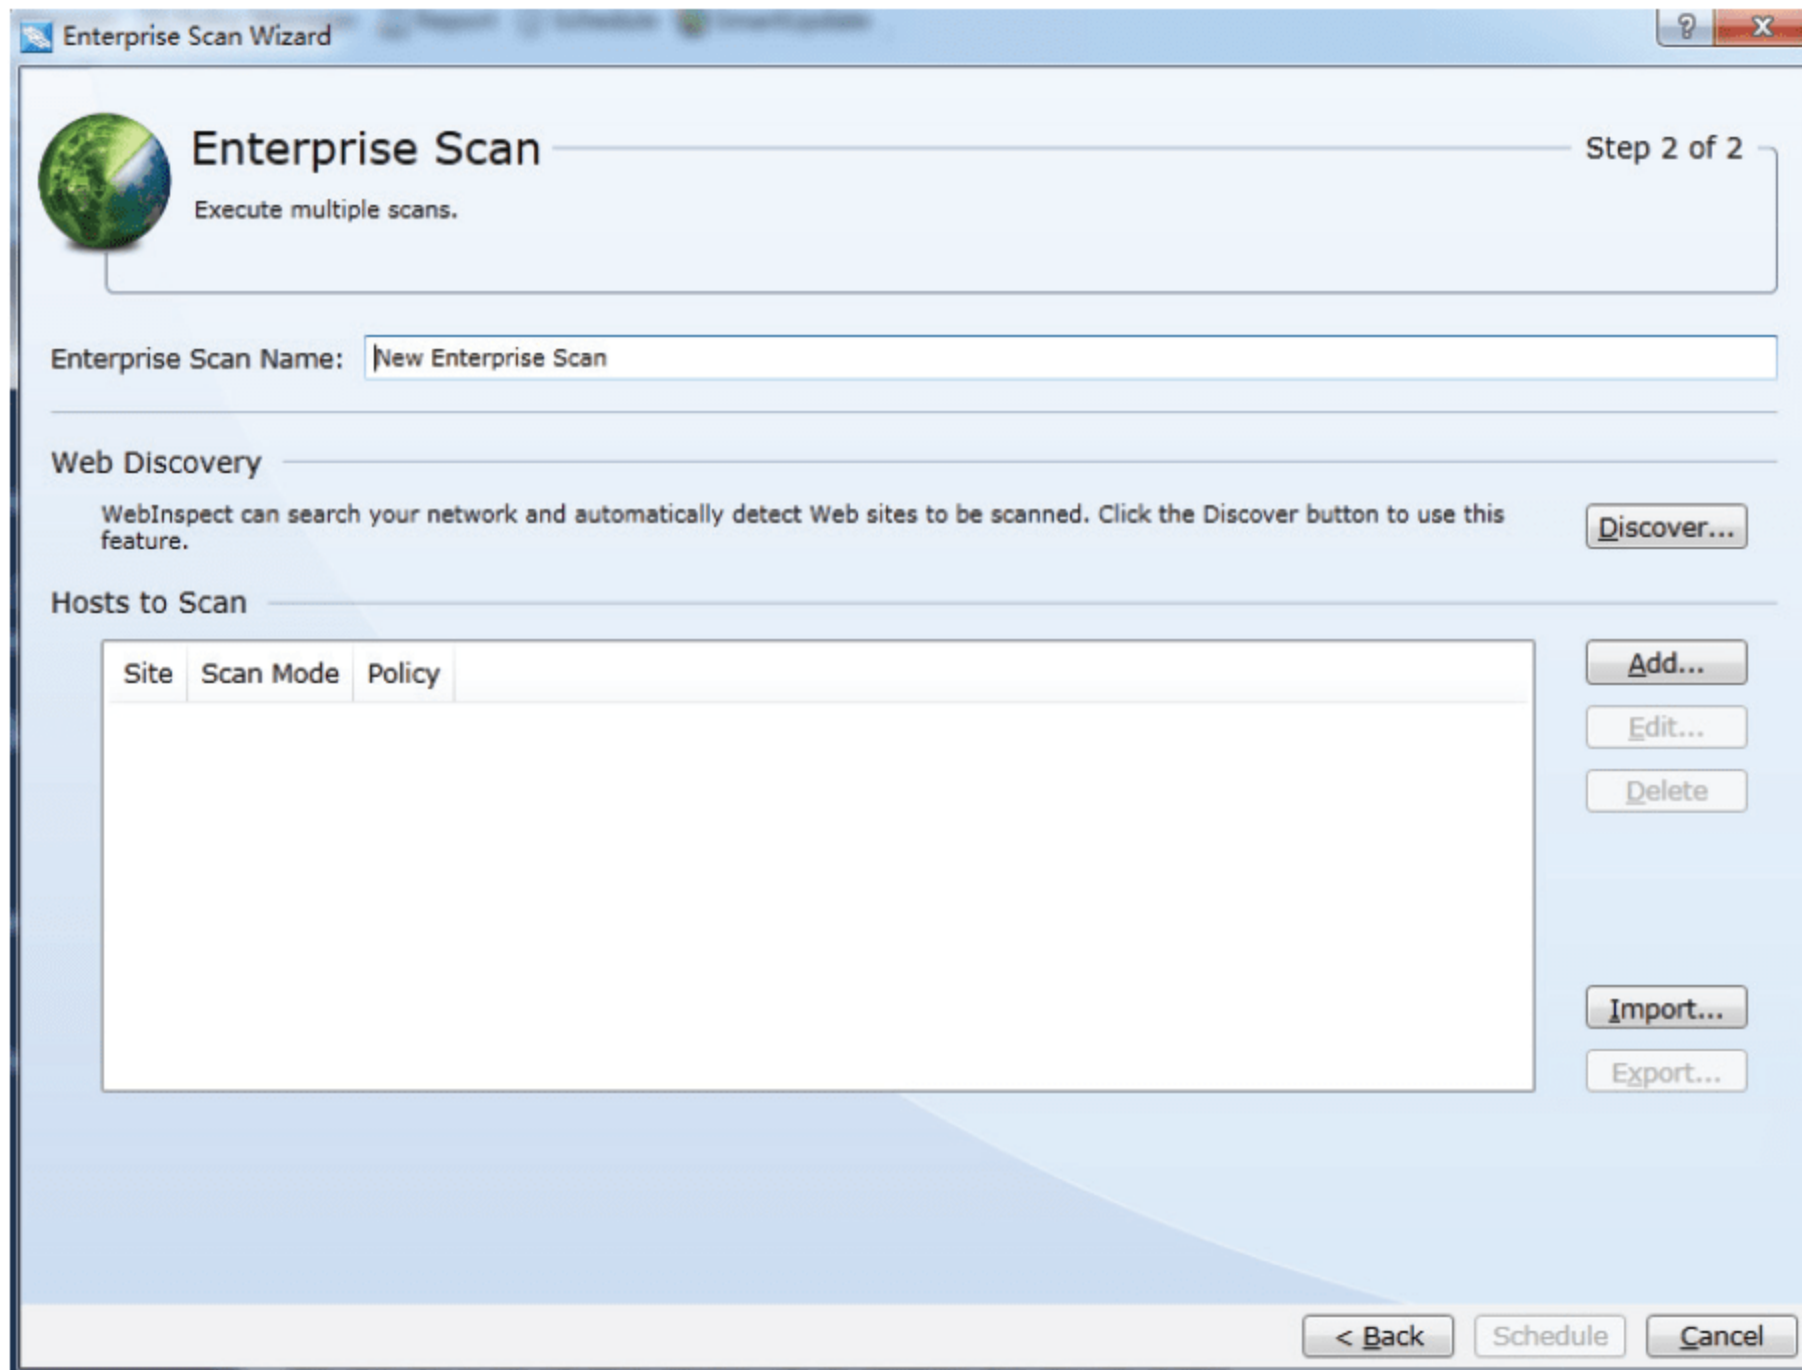 Report Schedule SmartUpdate
Enterprise Scan Wizard
?
X
Enterprise Scan
Step 2 of 2
Execute multiple scans.
Enterprise Scan Name: New Enterprise Scan
Web Discovery
WebInspect can search your network and automatically detect Web sites to be scanned. Click the Discover button to use this
feature.
Discover...
Hosts to Scan
Site Scan Mode Policy
Add...
Edit...
Delete
Import...
Export...
< Back Schedule Cancel